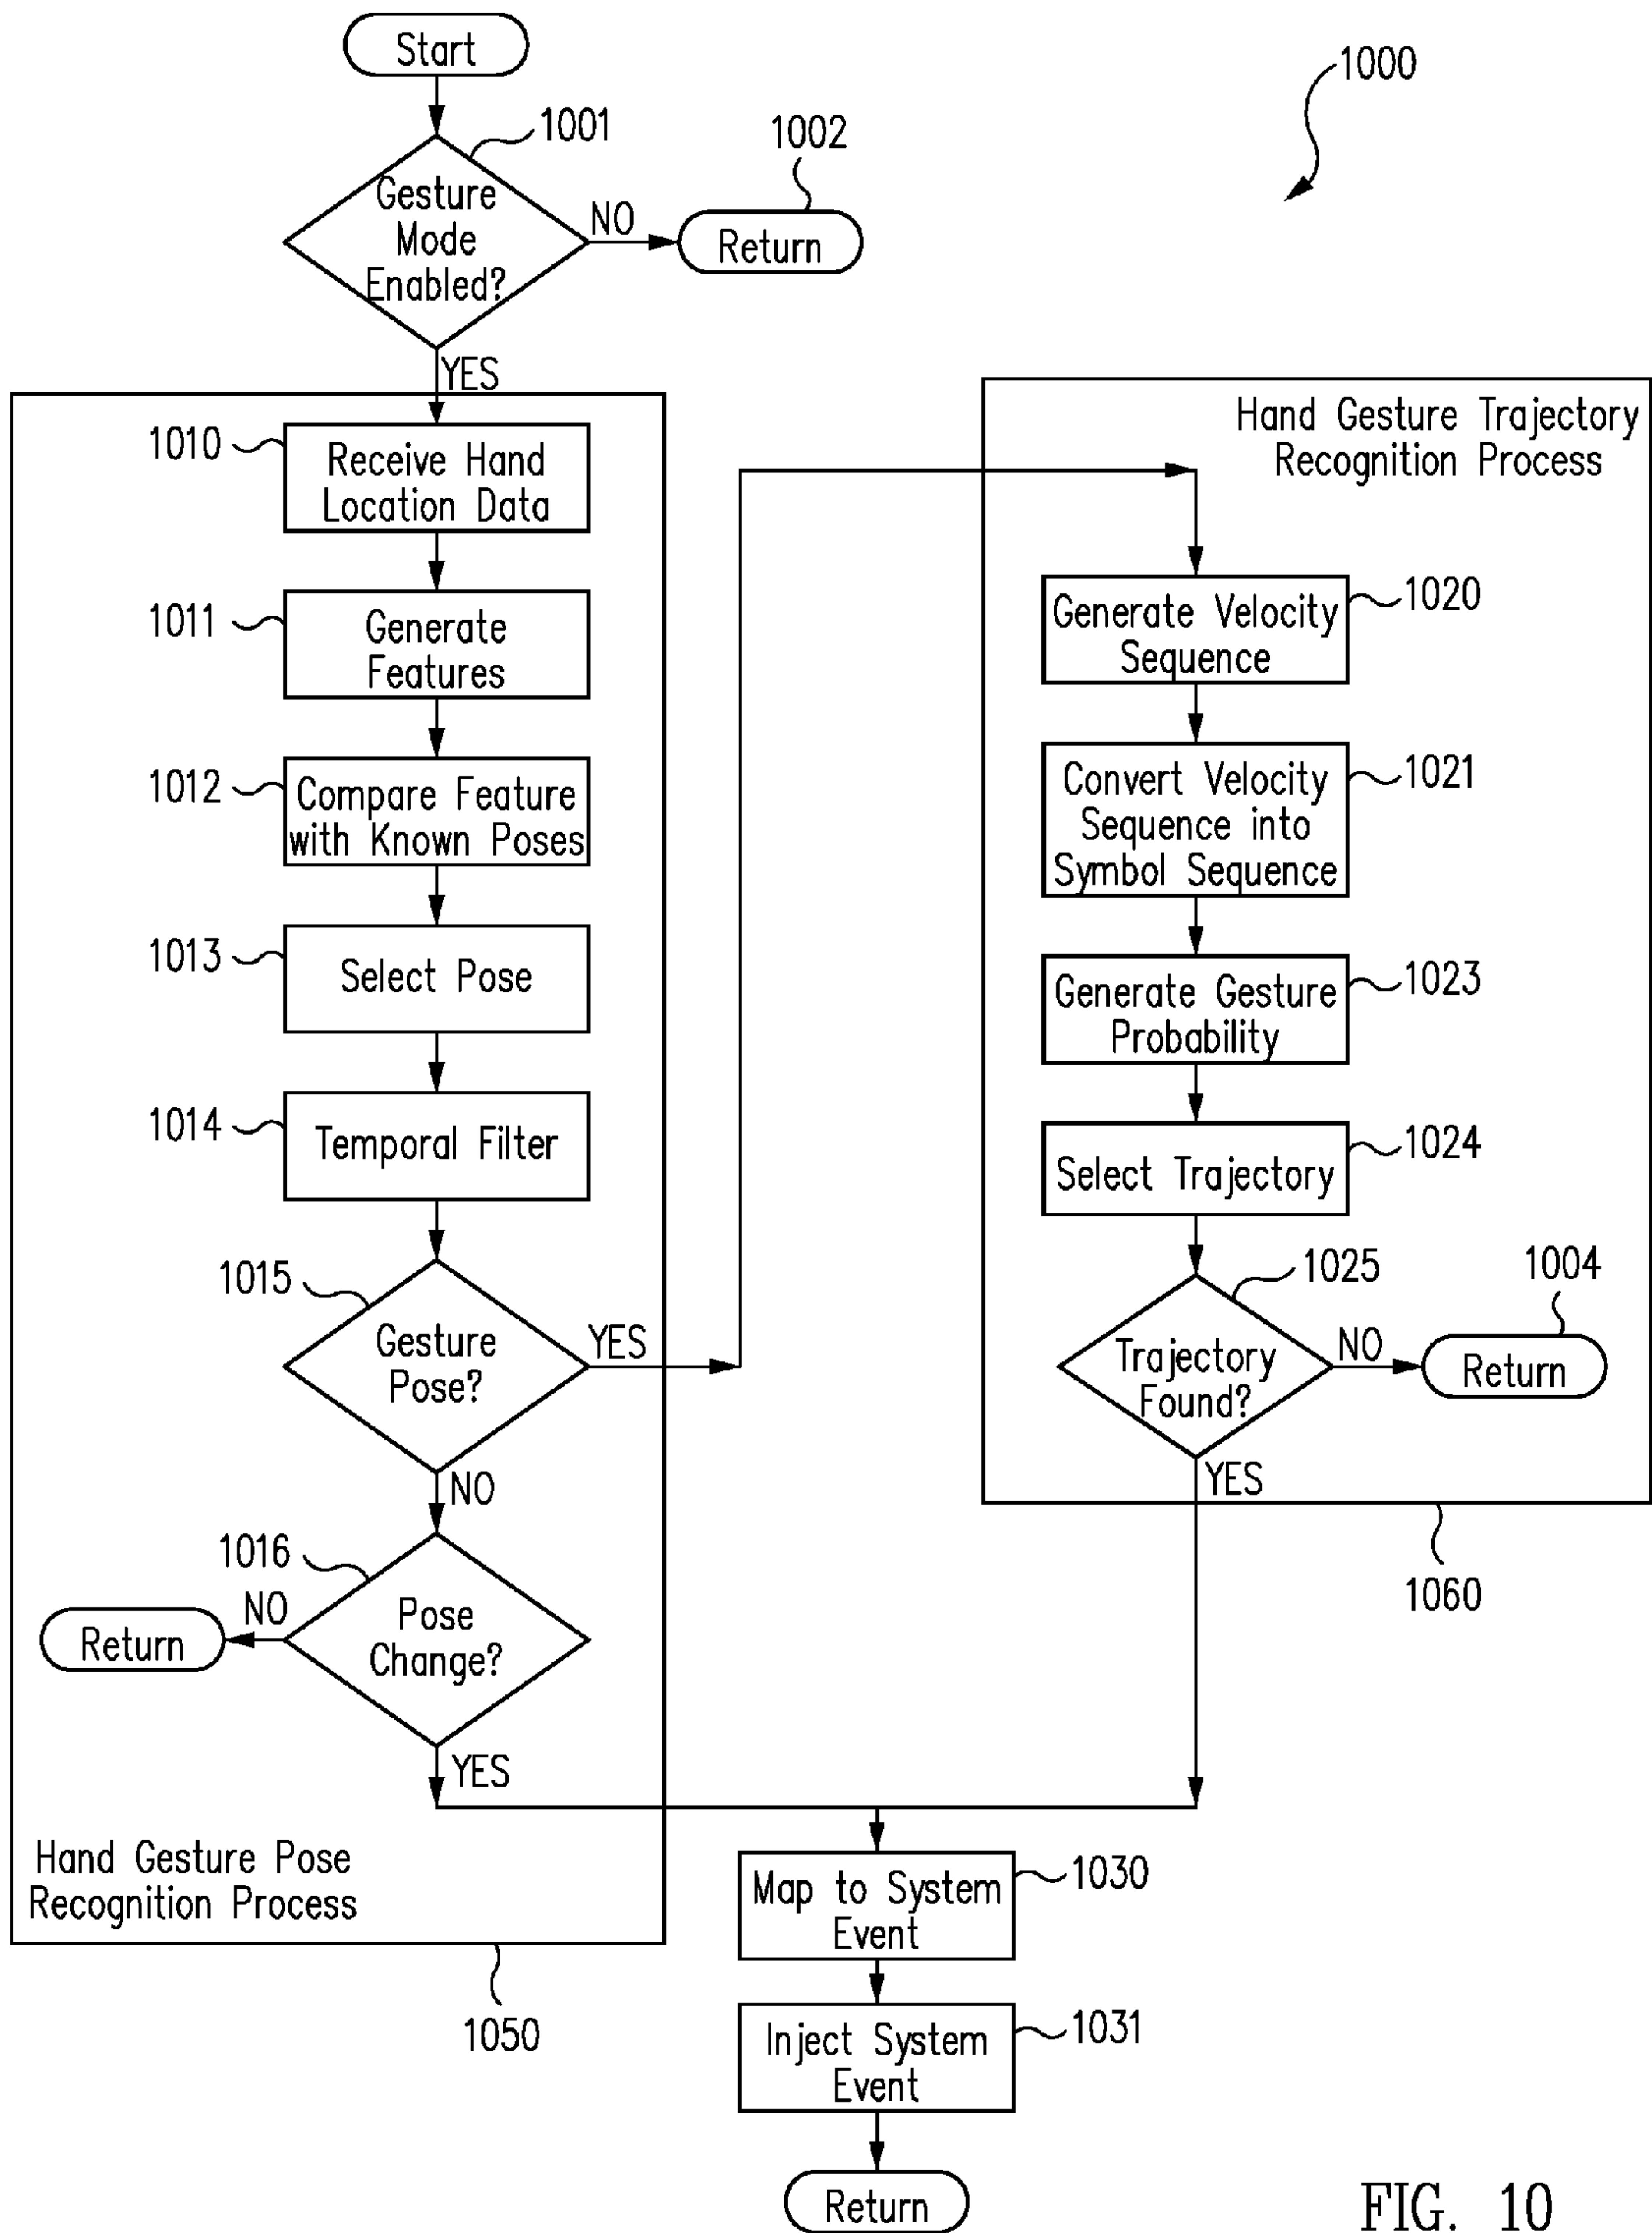 Start
1000
1001
1002
Gesture
Mode
Enabled?
NO
Return
YES
1010
Receive Hand
Location Data
1011
Generate
Features
1012
Compare Feature
with Known Poses
1013
Select Pose
1014
Temporal Filter
1015
Gesture
Pose?
YES
NO
1016
Pose
Change?
NO
Return
YES
Hand Gesture Pose
Recognition Process
1050
Hand Gesture Trajectory
Recognition Process
1020
Generate Velocity
Sequence
1021
Convert Velocity
Sequence into
Symbol Sequence
1023
Generate Gesture
Probability
1024
Select Trajectory
1025
1004
Trajectory
Found?
NO
Return
YES
1060
1030
Map to System
Event
1031
Inject System
Event
Return
FIG. 10